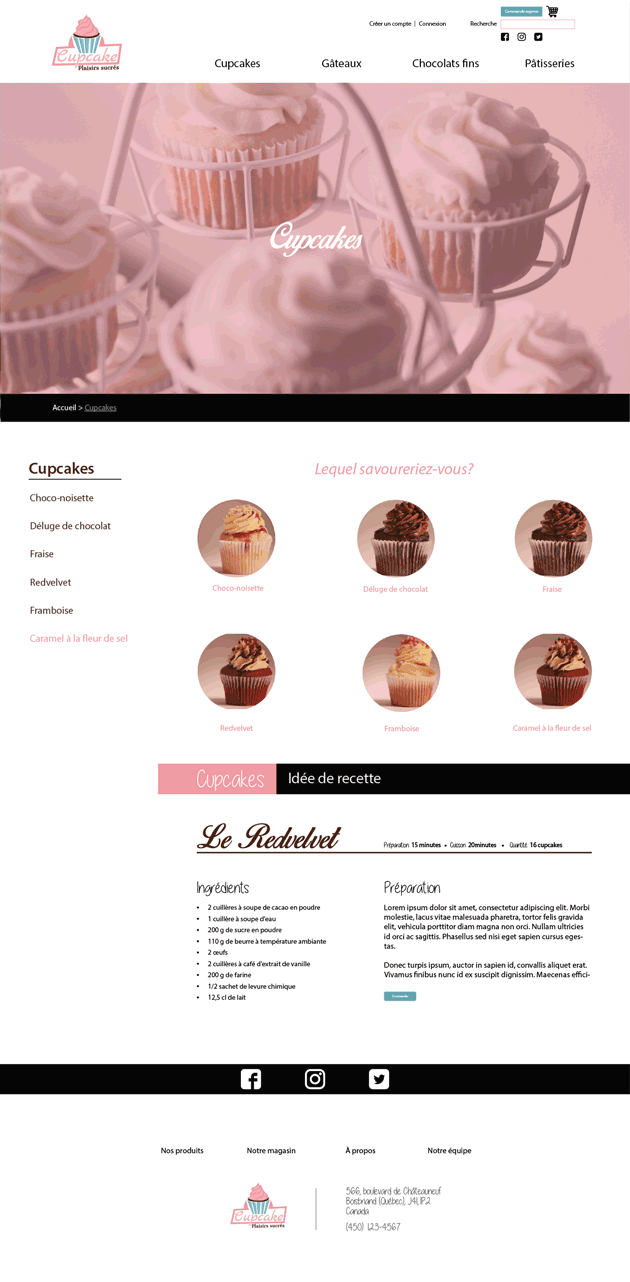 Commande express
Créer un compte | Connexion
Recherche
Cupcake
Plaisirs sucrés
Cupcakes
Gâteaux
Chocolats fins
Pâtisseries
Cupcakes
Accueil > Cupcakes
Cupcakes
Choco-noisette
Déluge de chocolat
Fraise
Redvelvet
Framboise
Caramel à la fleur de sel
Lequel savoureriez-vous?
Choco-noisette
Déluge de chocolat
Fraise
Redvelvet
Framboise
Caramel à la fleur de sel
Cupcakes
Idée de recette
Le Redvelvet
Préparation 15 minutes • Cuisson 20minutes • Quantité 16 cupcakes
Ingrédients
• 2 cuillères à soupe de cacao en poudre
• 1 cuillère à soupe d'eau
• 200 g de sucre en poudre
• 110 g de beurre à température ambiante
• 2 œufs
• 2 cuillères à café d'extrait de vanille
• 200 g de farine
• 1/2 sachet de levure chimique
• 12,5 cl de lait
Préparation
Lorem ipsum dolor sit amet, consectetur adipiscing elit. Morbi
molestie, lacus vitae malesuada pharetra, tortor felis gravida
elit, vehicula porttitor diam magna non orci. Nullam ultricies
id orci ac sagittis. Phasellus sed nisi eget sapien cursus eges-
tas.
Donec turpis ipsum, auctor in sapien id, convallis aliquet erat.
Vivamus finibus nunc id ex suscipit dignissim. Maecenas effici-
Nos produits
Notre magasin
À propos
Notre équipe
Cupcake
Plaisirs sucrés
566, boulevard de Châteauneuf
Boisbriand (Québec), J41,1P2
Canada
(450) 123-4567